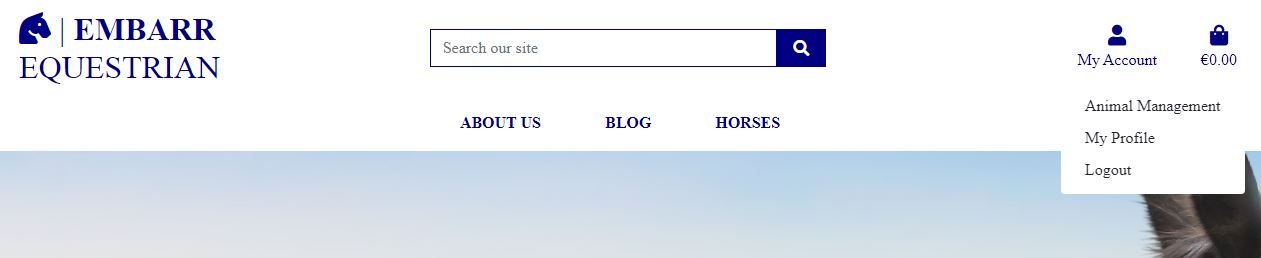 | EMBARR
EQUESTRIAN
Search our site
My Account
€0.00
Animal Management
My Profile
Logout
ABOUT US
BLOG
HORSES